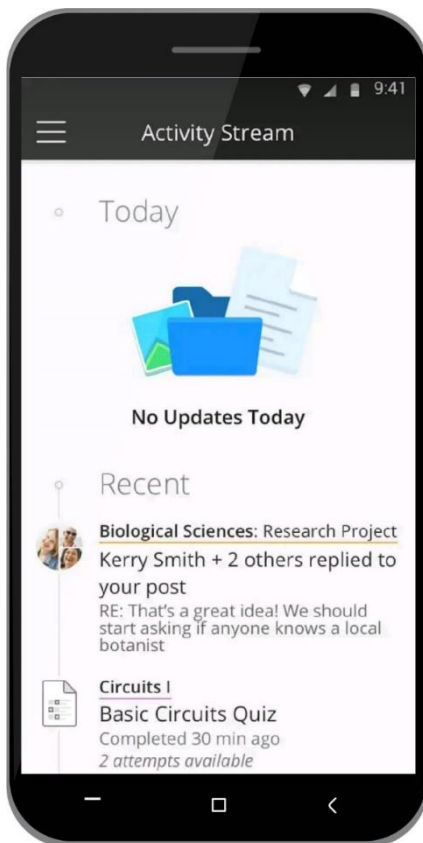 9:41
Activity Stream
Today
No Updates Today
Recent
Biological Sciences: Research Project
Kerry Smith + 2 others replied to
your post
RE: That's a great idea! We should
start asking if anyone knows a local
botanist
Circuits I
Basic Circuits Quiz
Completed 30 min ago
2 attempts available